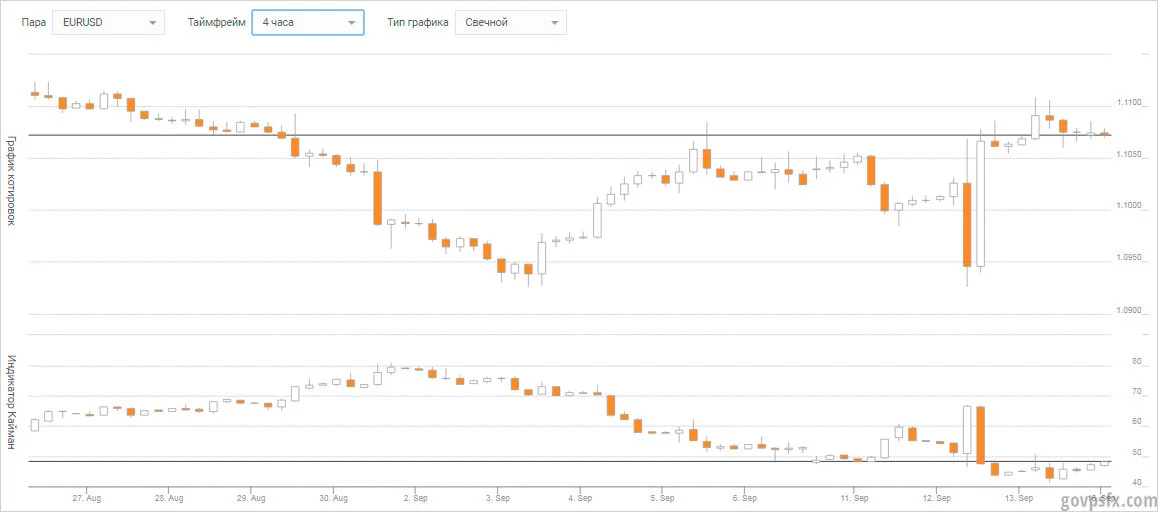 Пара EURUSD Таймфрейм 4 часа Тип графика Свечной
График котировок
1.1100
1.1050
1.1000
1.0950
1.0900
Индикатор Кайман
80
70
60
50
40
27. Aug 28. Aug 29. Aug 30. Aug 2. Sep 3. Sep 4. Sep 5. Sep 6. Sep 11. Sep 12. Sep 13. Sep 16. Sep
govpsfx.com